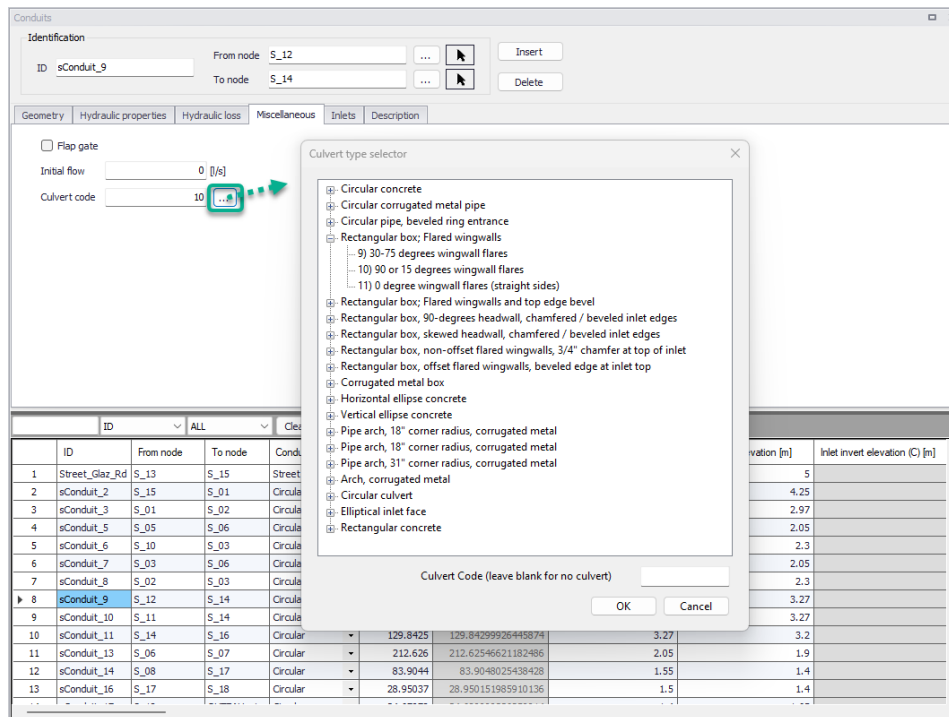 Conduits
Identification
ID sConduit_9
From node S_12 ...
To node S_14 ...
Insert
Delete
Geometry Hydraulic properties Hydraulic loss Miscellaneous Inlets Description
Flap gate
Initial flow 0 [l/s]
Culvert code 10 ...
Culvert type selector
Circular concrete
Circular corrugated metal pipe
Circular pipe, beveled ring entrance
Rectangular box; Flared wingwalls
9) 30-75 degrees wingwall flares
10) 90 or 15 degrees wingwall flares
11) 0 degree wingwall flares (straight sides)
Rectangular box; Flared wingwalls and top edge bevel
Rectangular box, 90-degrees headwall, chamfered / beveled inlet edges
Rectangular box, skewed headwall, chamfered / beveled inlet edges
Rectangular box, non-offset flared wingwalls, 3/4" chamfer at top of inlet
Rectangular box, offset flared wingwalls, beveled edge at inlet top
Corrugated metal box
Horizontal ellipse concrete
Vertical ellipse concrete
Pipe arch, 18" corner radius, corrugated metal
Pipe arch, 18" corner radius, corrugated metal
Pipe arch, 31" corner radius, corrugated metal
Arch, corrugated metal
Circular culvert
Elliptical inlet face
Rectangular concrete
Culvert Code (leave blank for no culvert)
OK Cancel
ID ALL Clea
ID From node To node Condu vation [m] Inlet invert elevation (C) [m]
1 Street_Glaz_Rd S_13 S_15 Street 5
2 sConduit_2 S_15 S_01 Circula 4.25
3 sConduit_3 S_01 S_02 Circula 2.97
4 sConduit_5 S_05 S_06 Circula 2.05
5 sConduit_6 S_10 S_03 Circula 2.3
6 sConduit_7 S_03 S_06 Circula 2.05
7 sConduit_8 S_02 S_03 Circula 2.3
8 sConduit_9 S_12 S_14 Circula 3.27
9 sConduit_10 S_11 S_14 Circula 3.27
10 sConduit_11 S_14 S_16 Circular 129.8425 129.84299926445874 3.27 3.2
11 sConduit_13 S_06 S_07 Circular 212.626 212.62546621182486 2.05 1.9
12 sConduit_14 S_08 S_17 Circular 83.9044 83.9048025438428 1.55 1.4
13 sConduit_16 S_17 S_18 Circular 28.95037 28.950151985910136 1.5 1.4